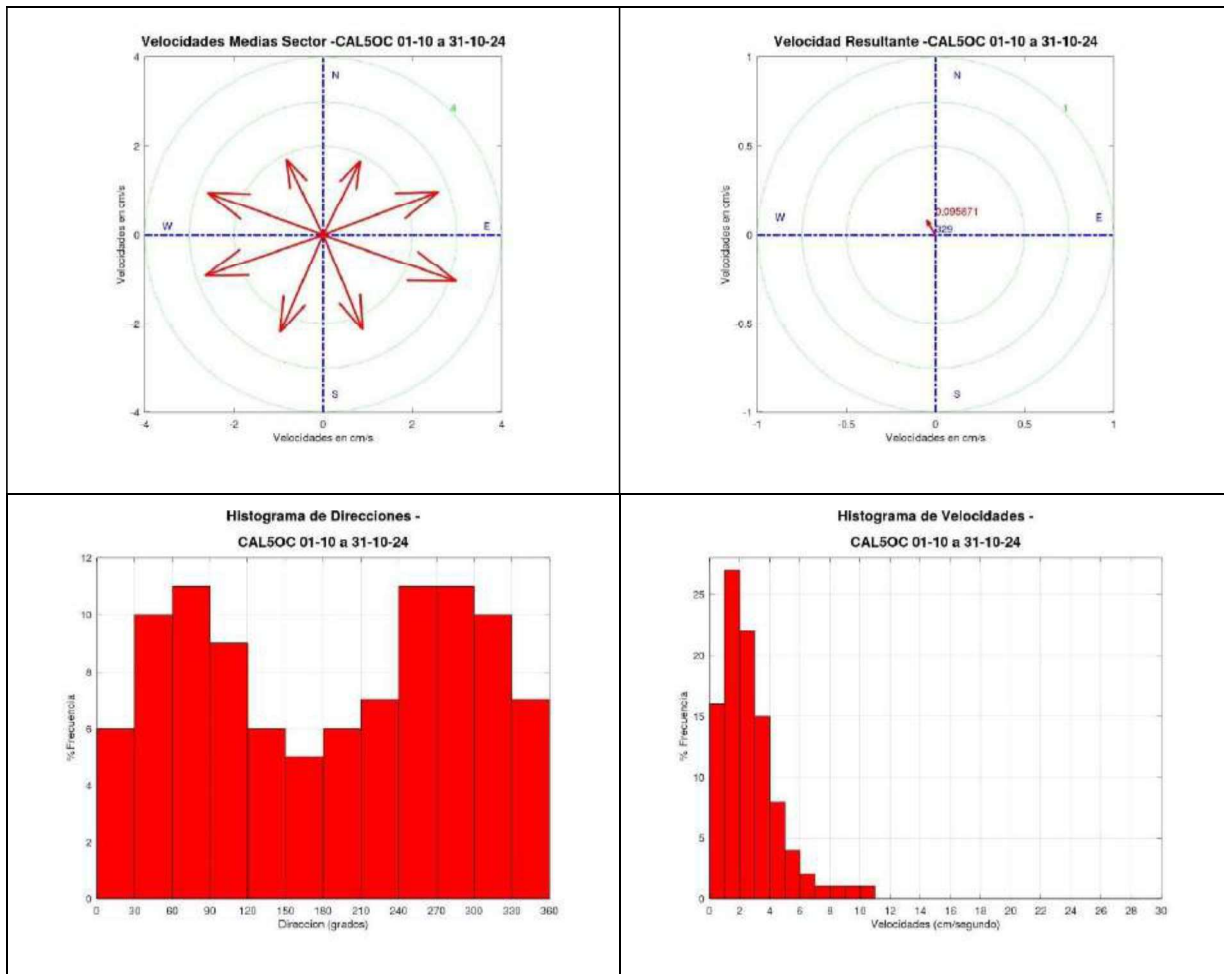 Velocidades Medias Sector -CAL5OC 01-10 a 31-10-24
4
N
4
2
Velocidades en cm/s
W
E
0
-2
S
-4
-4
-2
0
2
4
Velocidades en cm/s
Velocidad Resultante -CAL5OC 01-10 a 31-10-24
1
N
1
0.5
Velocidades en cm/s
0.095871
W
E
0
329
-0.5
S
-1
-1
-0.5
0
0.5
1
Velocidades en cm/s
Histograma de Direcciones -
CAL5OC 01-10 a 31-10-24
12
10
8
6
4
2
0
% Frecuencia
0 30 60 90 120 150 180 210 240 270 300 330 360
Direccion (grados)
Histograma de Velocidades -
CAL5OC 01-10 a 31-10-24
25
20
15
10
5
0
% Frecuencia
0 2 4 6 8 10 12 14 16 18 20 22 24 26 28 30
Velocidades (cm/segundo)